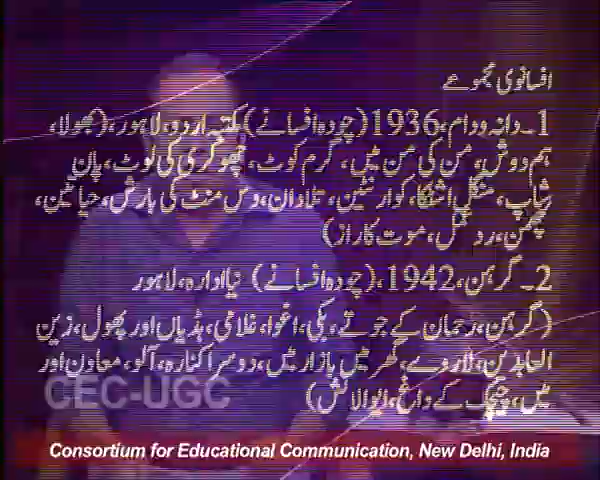 افسانوی مجموعے
1۔دانہ ودام،1936(چودہ افسانے)مکتبہ اردو،لاہور،(بھولا،
ہم دوش،من کی من میں،گرم کوٹ،چھوکری کی لوٹ،پان
شاپ،منگل اشٹکا،کوارنٹین،تلادان،دس منٹ کی بارش،حیاتین،
لچھمن،ردعمل،موت کا راز)
2۔گرہن،1942،(چودہ افسانے) نیا ادارہ،لاہور
(گرہن،رحمان کے جوتے،بکی،اغوا،غلامی،ہڈیاں اور پھول،زین
العابدین،لاروے،گھر میں بازار میں،دوسرا کنارہ،آلو،معاون اور
میں،چیچک کے داغ،ایوالانش)
CEC-UGC
Consortium for Educational Communication, New Delhi, India